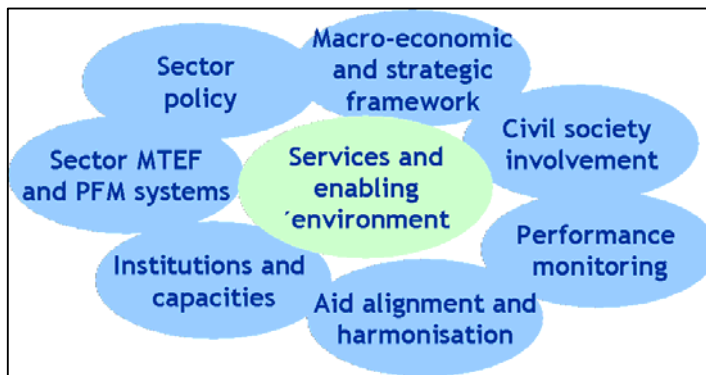 Macro-economic
and strategic
framework
Sector
policy
Civil society
involvement
Sector MTEF
and PFM systems
Services and
enabling
´environment
Performance
monitoring
Institutions and
capacities
Aid alignment and
harmonisation